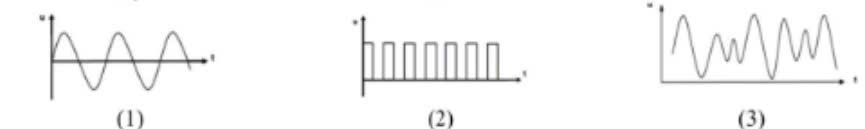 u t
u t
u t
(1) (2) (3)